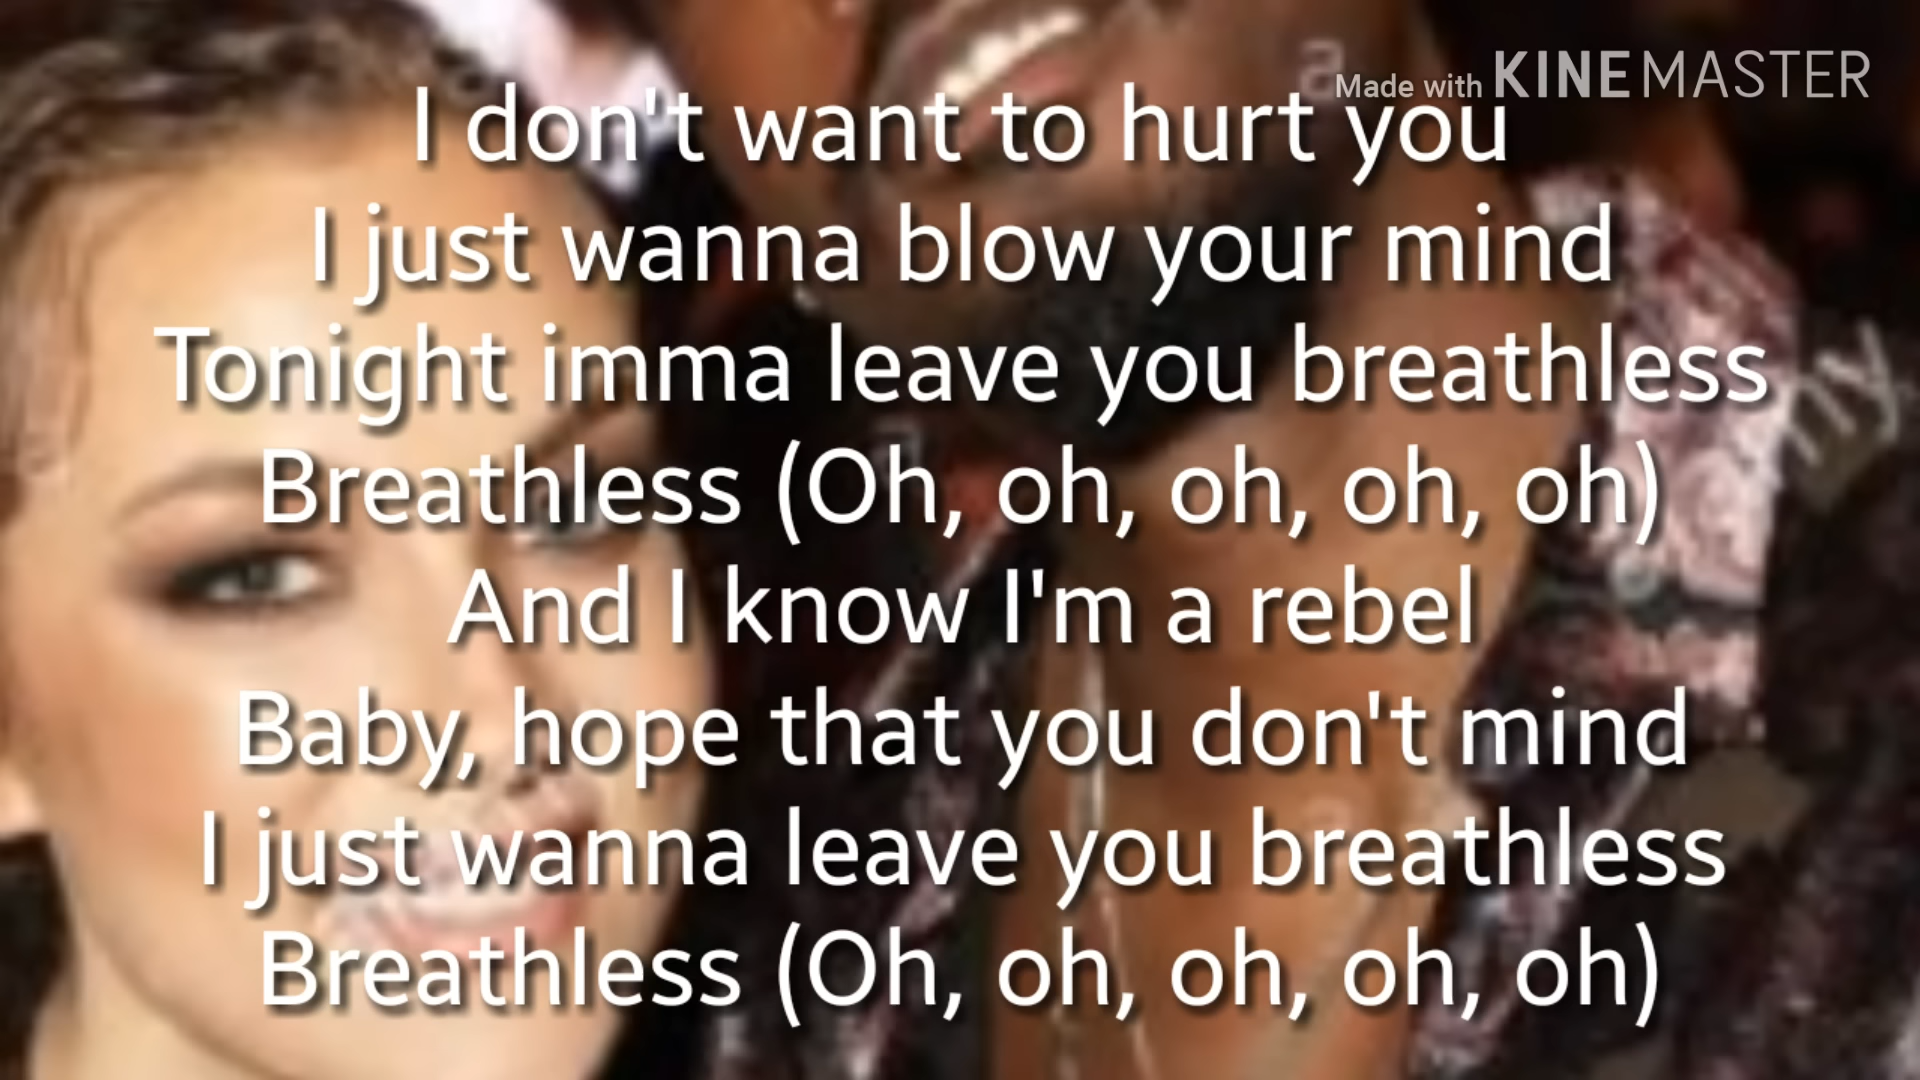 Made with KINEMASTER
a
I don't want to hurt you
I just wanna blow your mind
Tonight imma leave you breathless
Breathless (Oh, oh, oh, oh, oh)
And I know I'm a rebel
Baby, hope that you don't mind
I just wanna leave you breathless
Breathless (Oh, oh, oh, oh, oh)